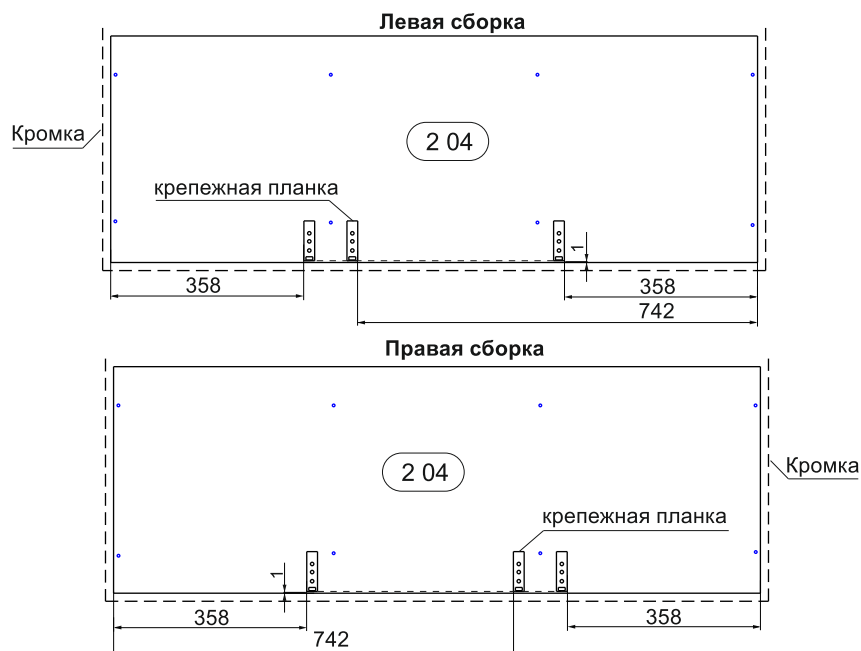 Левая сборка
Кромка
2 04
крепежная планка
1
358
358
742
Правая сборка
Кромка
2 04
крепежная планка
1
358
358
742